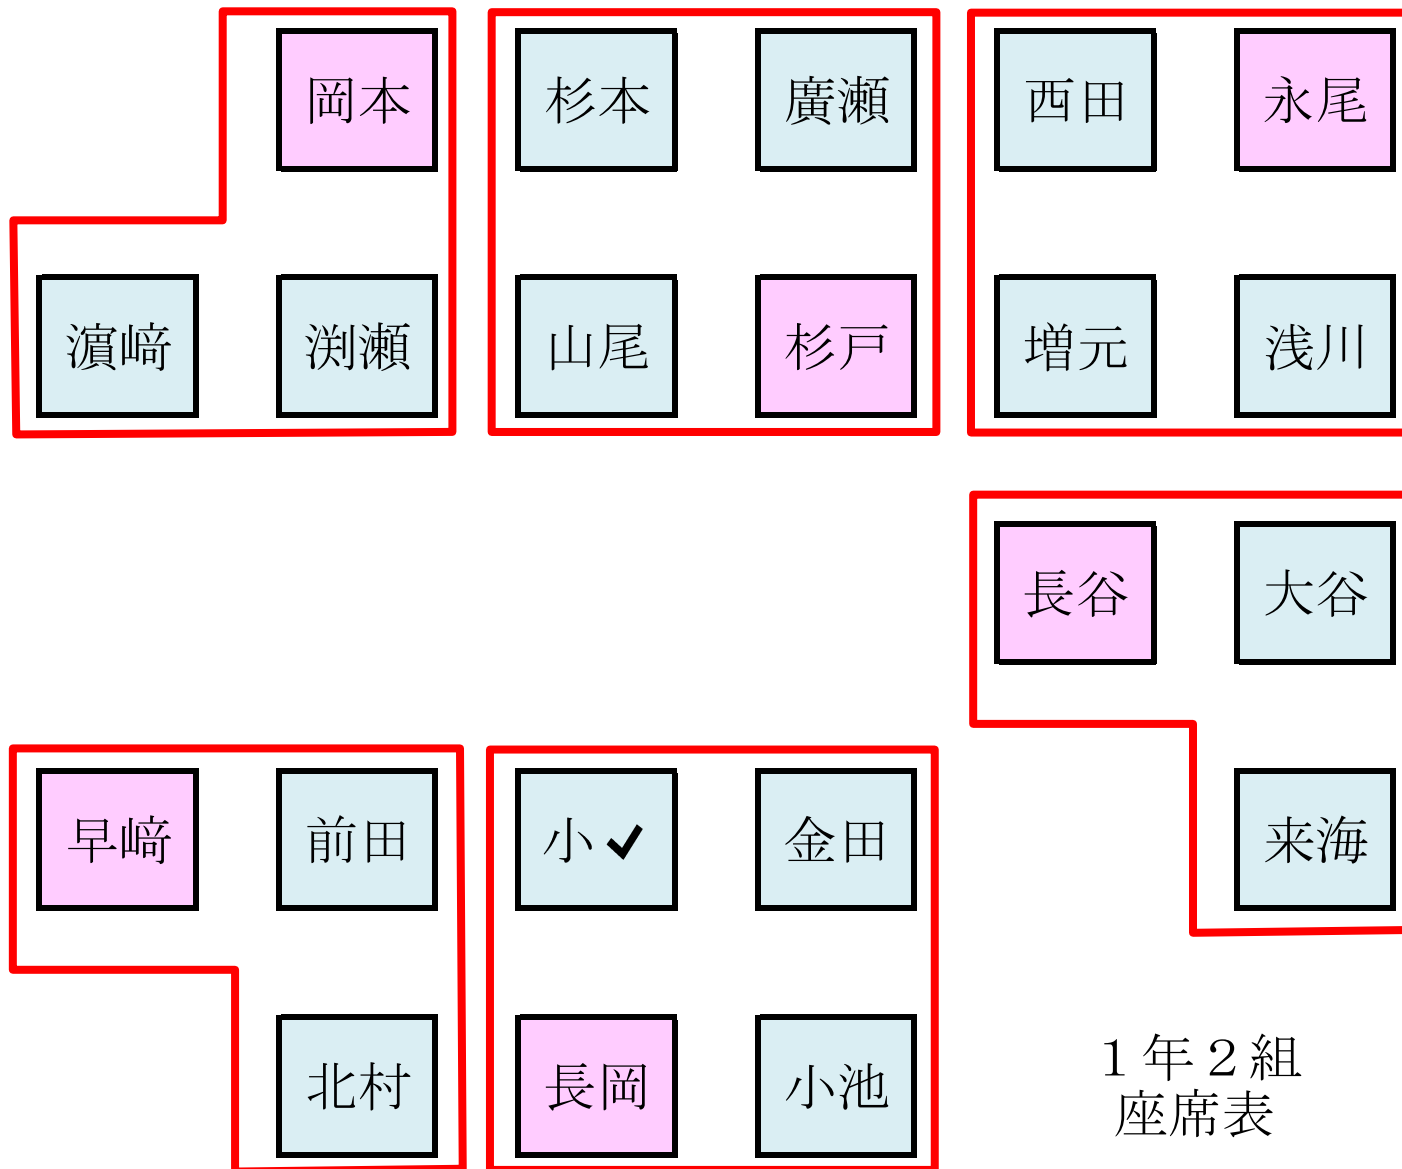 岡本
杉本
廣瀬
西田
永尾
濵﨑
渕瀬
山尾
杉戸
増元
浅川
長谷
大谷
早﨑
前田
小✔
金田
来海
北村
長岡
小池
１年２組
座席表